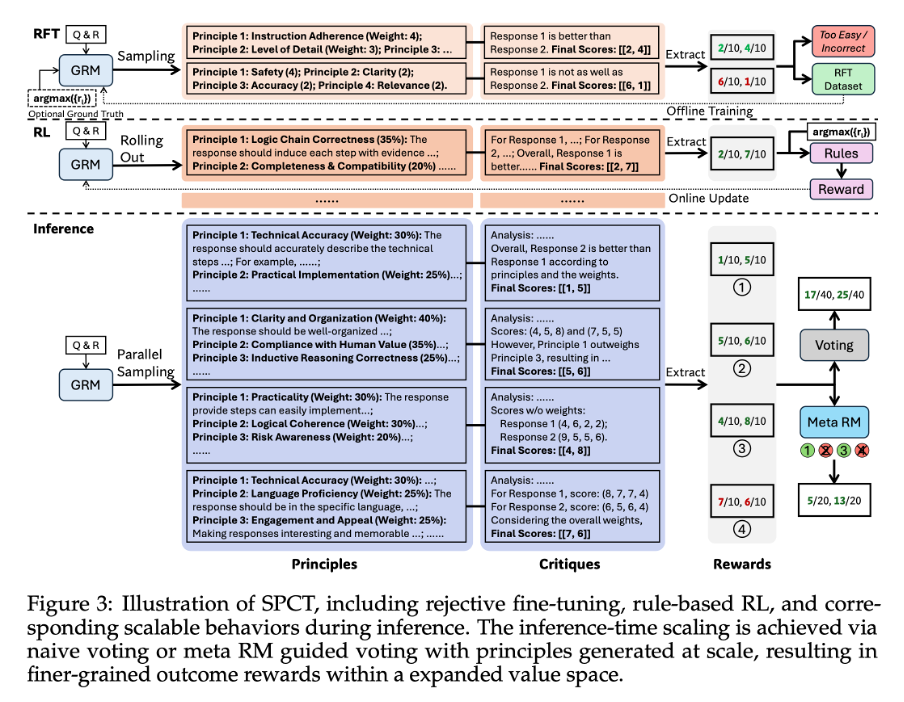 RFT
Q & R
GRM
argmax({rᵢ})
Optional Ground Truth
Sampling
Principle 1: Instruction Adherence (Weight: 4);
Principle 2: Level of Detail (Weight: 3); Principle 3: ...
Principle 1: Safety (4); Principle 2: Clarity (2);
Principle 3: Accuracy (2); Principle 4: Relevance (2).
Response 1 is better than
Response 2. Final Scores: [[2, 4]]
Response 1 is not as well as
Response 2. Final Scores: [[6, 1]]
Extract
2/10, 4/10
6/10, 1/10
Too Easy /
Incorrect
RFT
Dataset
Offline Training
RL
Q & R
GRM
Rolling
Out
Principle 1: Logic Chain Correctness (35%): The
response should induce each step with evidence ...;
Principle 2: Completeness & Compatibility (20%) ......
For Response 1, ...; For Response
2, ...; Overall, Response 1 is
better...... Final Scores: [[2, 7]]
Extract
2/10, 7/10
argmax({rᵢ})
Rules
Reward
......
......
Online Update
Inference
Q & R
GRM
Parallel
Sampling
Principle 1: Technical Accuracy (Weight: 30%): The
response should accurately describe the technical
steps ...; For example, ......;
Principle 2: Practical Implementation (Weight: 25%)...;
......
Analysis: ......
Overall, Response 2 is better than
Response 1 according to
principles and the weights.
Final Scores: [[1, 5]]
1/10, 5/10
1
Principle 1: Clarity and Organization (Weight: 40%):
The response should be well-organized ...;
Principle 2: Compliance with Human Value (35%)...;
Principle 3: Inductive Reasoning Correctness (25%)...;
......
Analysis: ......
Scores: (4, 5, 8) and (7, 5, 5)
However, Principle 1 outweighs
Principle 3, resulting in ...
Final Scores: [[5, 6]]
Extract
5/10, 6/10
2
Principle 1: Practicality (Weight: 30%): The response
provide steps can easily implement...;
Principle 2: Logical Coherence (Weight: 30%)...;
Principle 3: Risk Awareness (Weight: 20%)...;
......
Analysis: ......
Scores w/o weights:
Response 1 (4, 6, 2, 2);
Response 2 (9, 5, 5, 6).
Final Scores: [[4, 8]]
4/10, 8/10
3
Principle 1: Technical Accuracy (Weight: 30%): ...;
Principle 2: Language Proficiency (Weight: 25%): The
response should be in the specific language, ...;
Principle 3: Engagement and Appeal (Weight: 25%):
Making responses interesting and memorable ...; ......
Analysis: ......
For Response 1, score: (8, 7, 7, 4)
For Response 2, score: (6, 5, 6, 4)
Considering the overall weights,
Final Scores: [[7, 6]]
7/10, 6/10
4
17/40, 25/40
Voting
Meta RM
1 2 3 4
5/20, 13/20
Principles
Critiques
Rewards
Figure 3: Illustration of SPCT, including rejective fine-tuning, rule-based RL, and corre-
sponding scalable behaviors during inference. The inference-time scaling is achieved via
naive voting or meta RM guided voting with principles generated at scale, resulting in
finer-grained outcome rewards within a expanded value space.